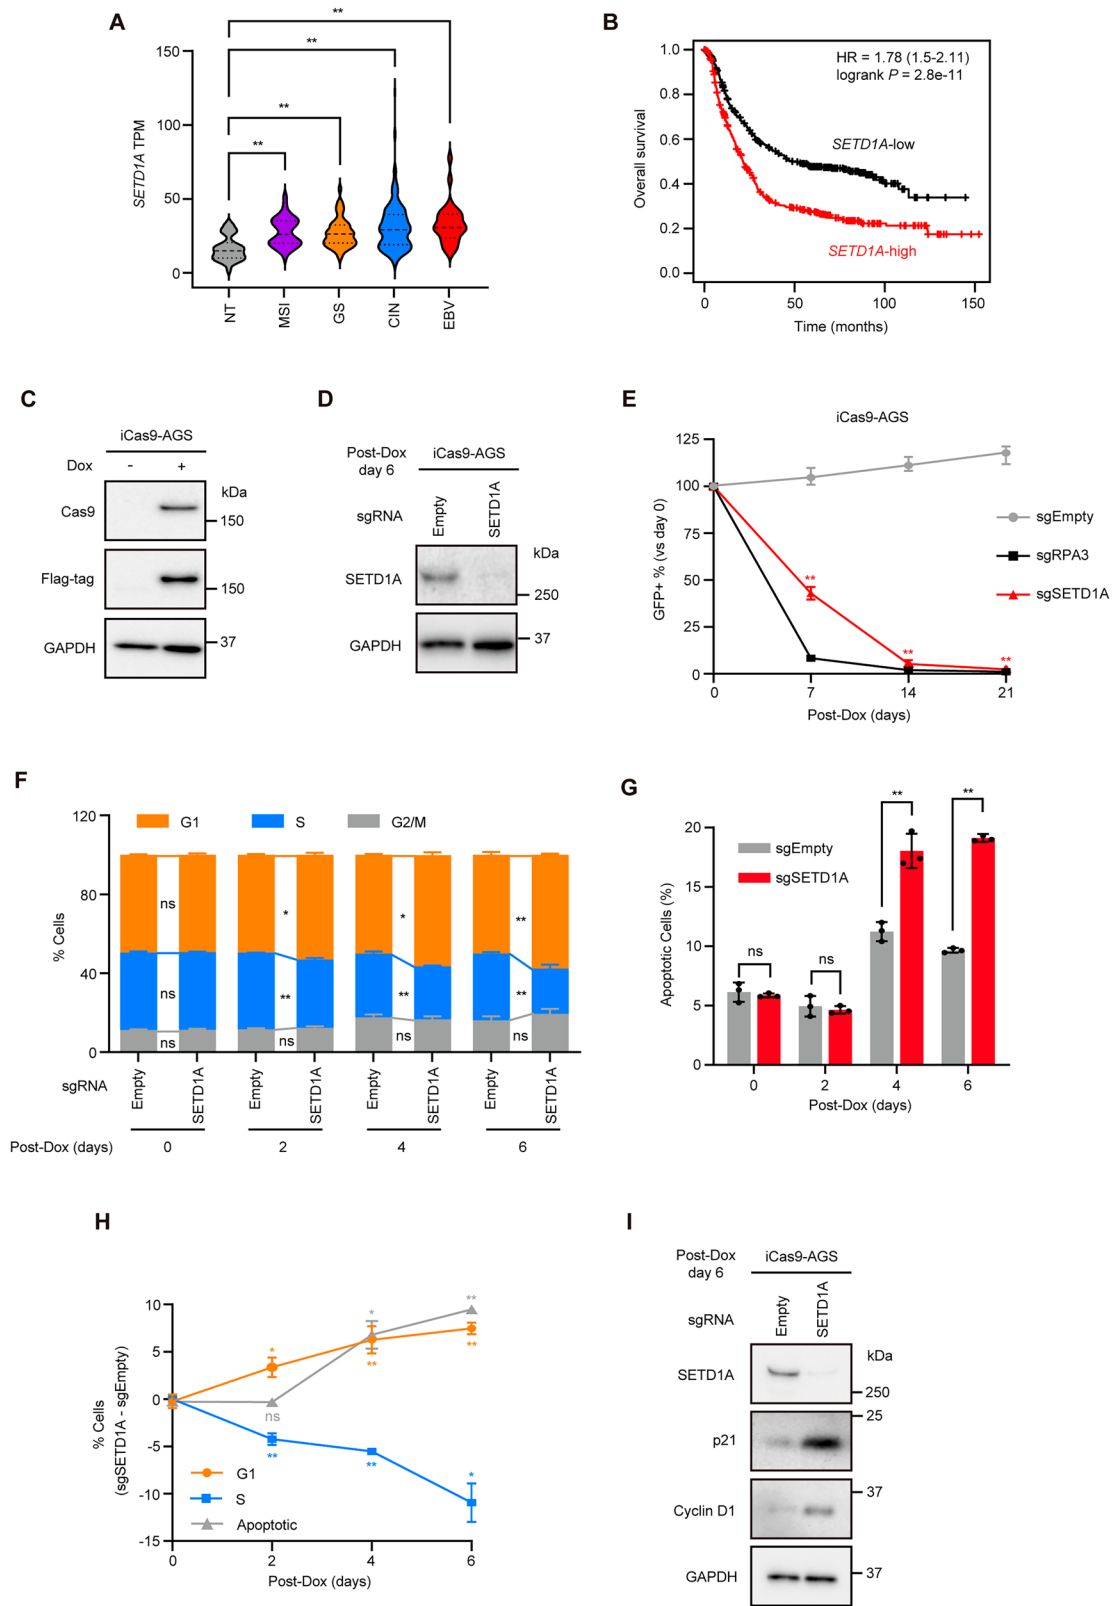 A
**
**
**
**
150
100
50
0
SETD1A TPM
NT
MSI
GS
CIN
EBV
B
HR = 1.78 (1.5-2.11)
logrank P = 2.8e-11
SETD1A-low
SETD1A-high
1.0
0.8
0.6
0.4
0.2
0.0
Overall survival
0
50
100
150
Time (months)
C
iCas9-AGS
Dox - +
kDa
Cas9
150
Flag-tag
150
GAPDH
37
D
Post-Dox
day 6
iCas9-AGS
sgRNA
Empty
SETD1A
kDa
SETD1A
250
GAPDH
37
E
iCas9-AGS
125
100
75
50
25
0
GFP+ % (vs day 0)
**
**
**
0
7
14
21
Post-Dox (days)
sgEmpty
sgRPA3
sgSETD1A
F
G1
S
G2/M
120
80
40
0
% Cells
ns
ns
ns
*
**
ns
*
**
ns
**
**
ns
sgRNA
Empty
SETD1A
Empty
SETD1A
Empty
SETD1A
Empty
SETD1A
Post-Dox (days)
0
2
4
6
G
sgEmpty
sgSETD1A
20
15
10
5
0
Apoptotic Cells (%)
ns
ns
**
**
0
2
4
6
Post-Dox (days)
H
10
5
0
-5
-10
-15
% Cells
(sgSETD1A - sgEmpty)
*
ns
**
*
**
**
**
**
*
G1
S
Apoptotic
0
2
4
6
Post-Dox (days)
I
Post-Dox
day 6
iCas9-AGS
sgRNA
Empty
SETD1A
kDa
SETD1A
250
25
p21
37
Cyclin D1
GAPDH
37